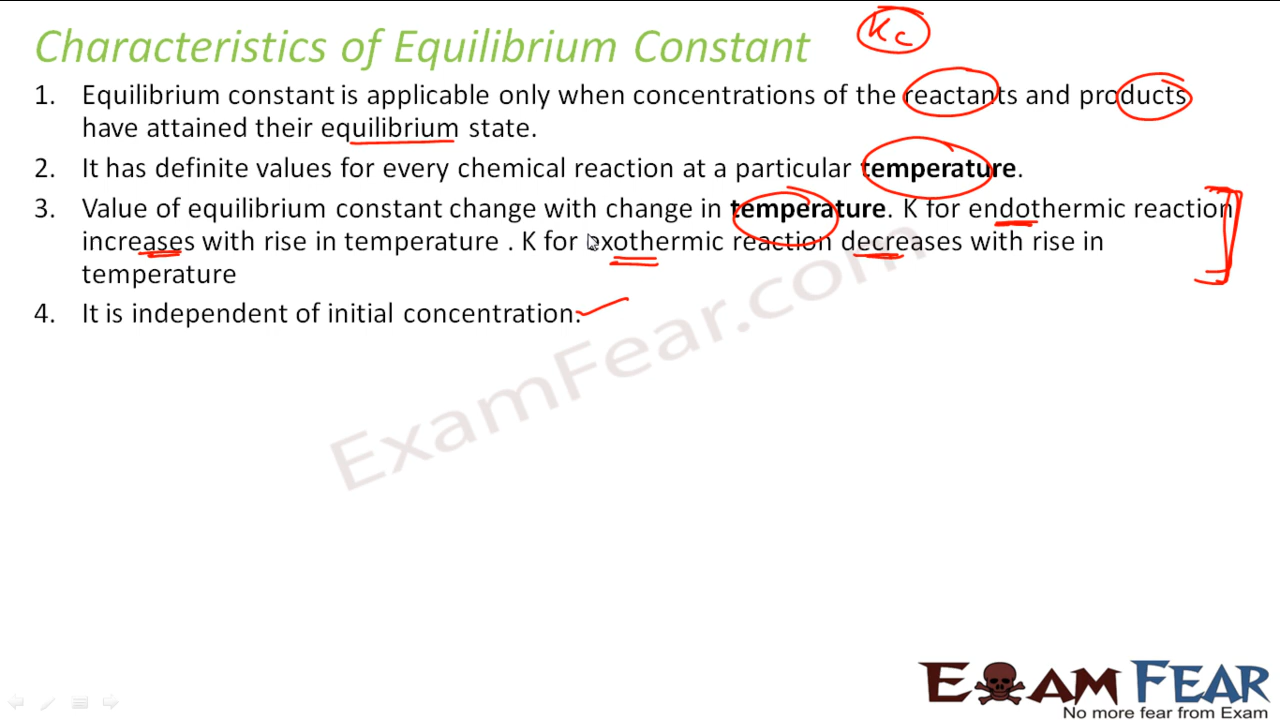 Characteristics of Equilibrium Constant
Kc
1. Equilibrium constant is applicable only when concentrations of the reactants and products
have attained their equilibrium state.
2. It has definite values for every chemical reaction at a particular temperature.
3. Value of equilibrium constant change with change in temperature. K for endothermic reaction
increases with rise in temperature . K for exothermic reaction decreases with rise in
temperature
4. It is independent of initial concentration.
ExamFear.com
EXAM FEAR
No more fear from Exam